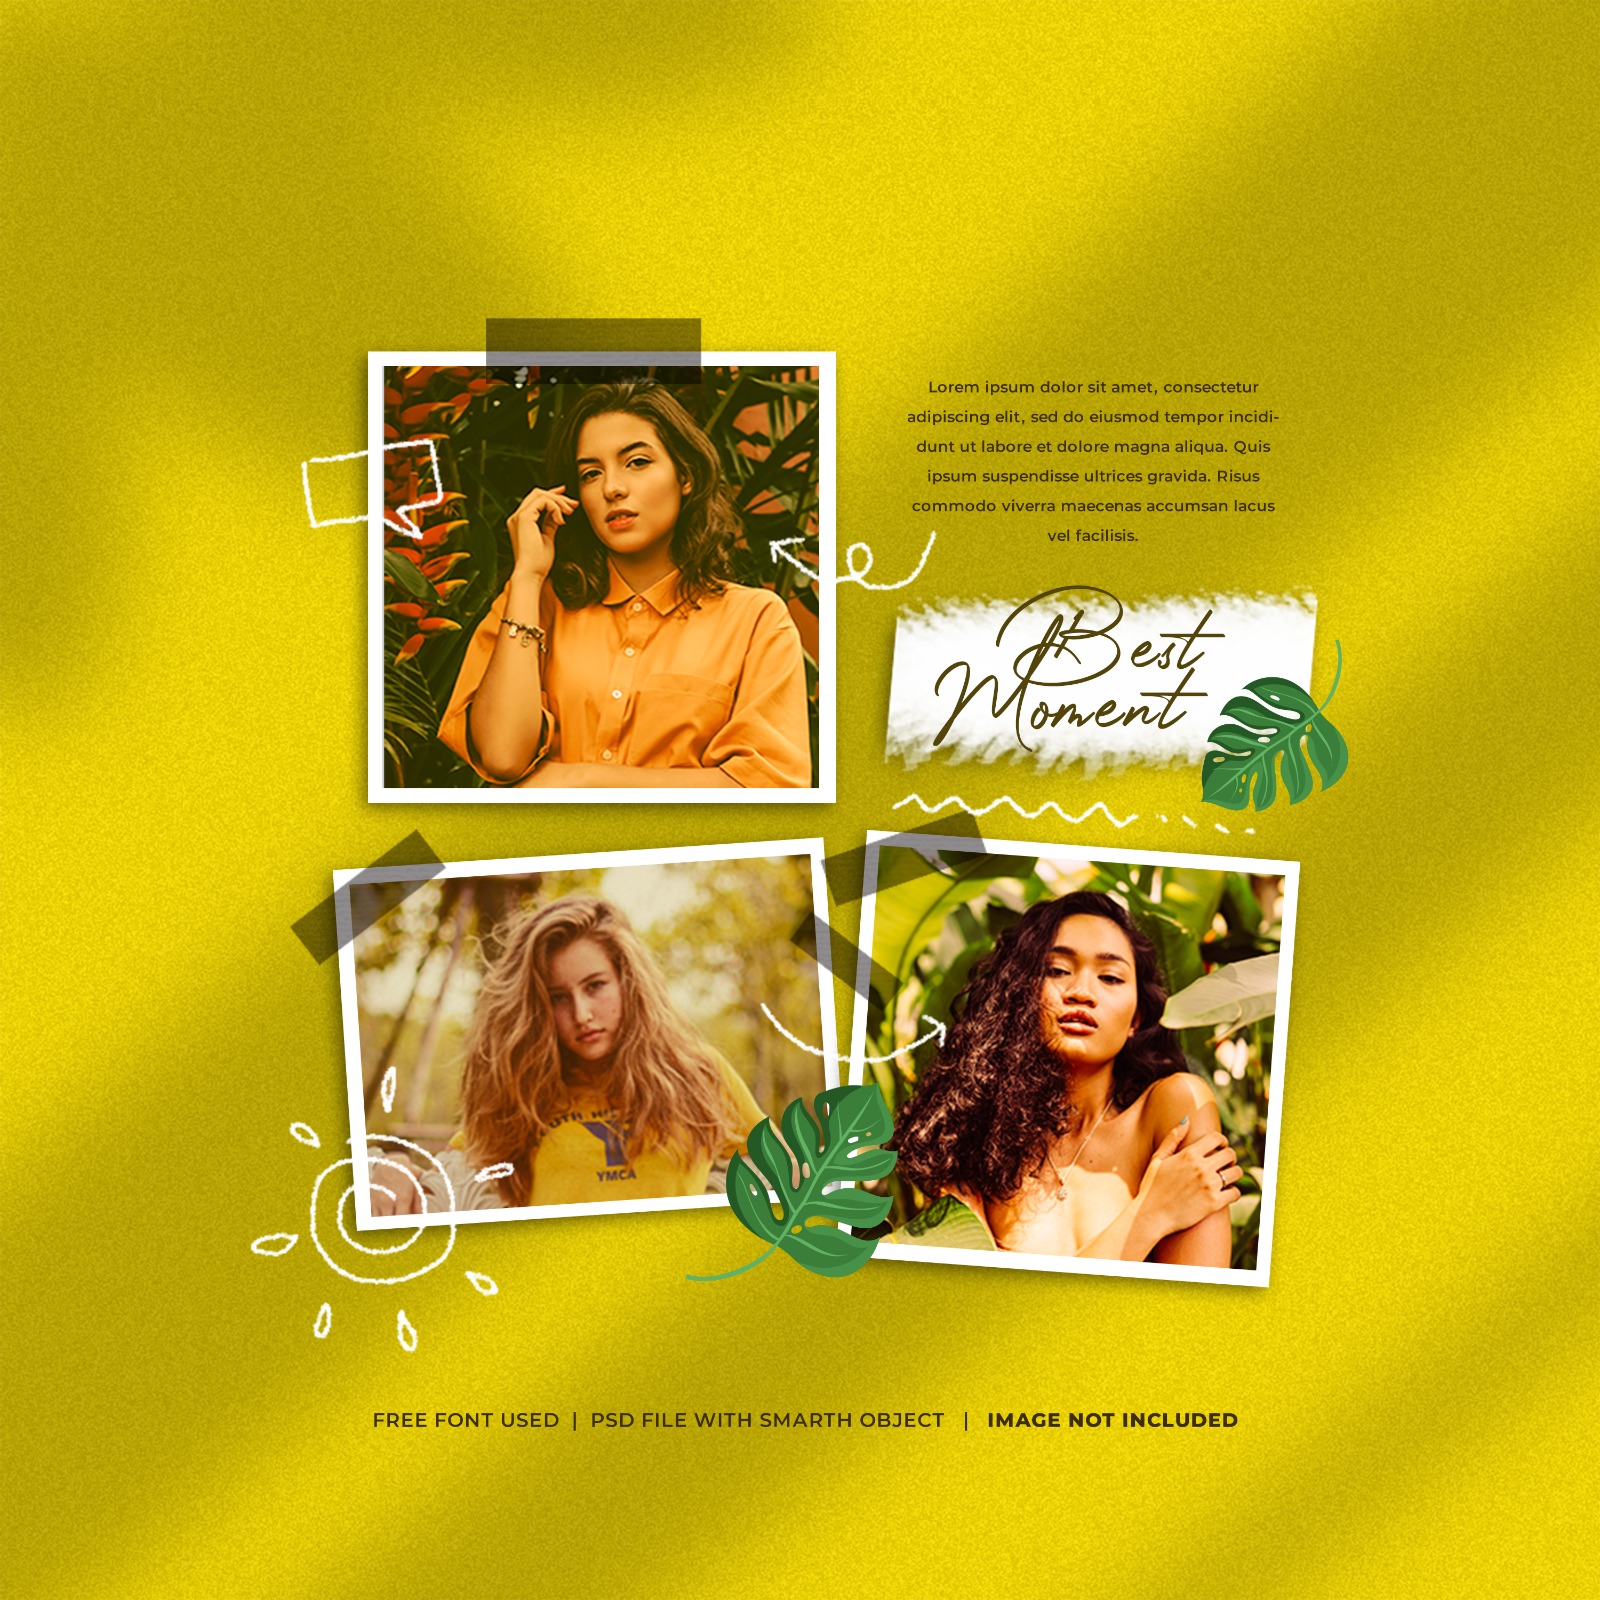 Lorem ipsum dolor sit amet, consectetur
adipiscing elit, sed do eiusmod tempor incidi-
dunt ut labore et dolore magna aliqua. Quis
ipsum suspendisse ultrices gravida. Risus
commodo viverra maecenas accumsan lacus
vel facilisis.
Best
Moment
YMCA
FREE FONT USED | PSD FILE WITH SMARTH OBJECT | IMAGE NOT INCLUDED